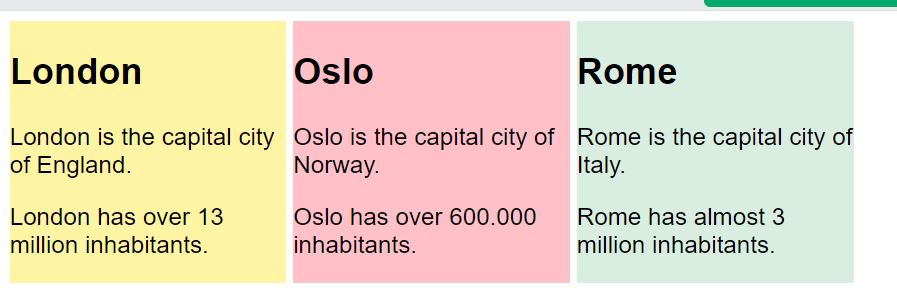 London
London is the capital city
of England.
London has over 13
million inhabitants.
Oslo
Oslo is the capital city of
Norway.
Oslo has over 600.000
inhabitants.
Rome
Rome is the capital city of
Italy.
Rome has almost 3
million inhabitants.